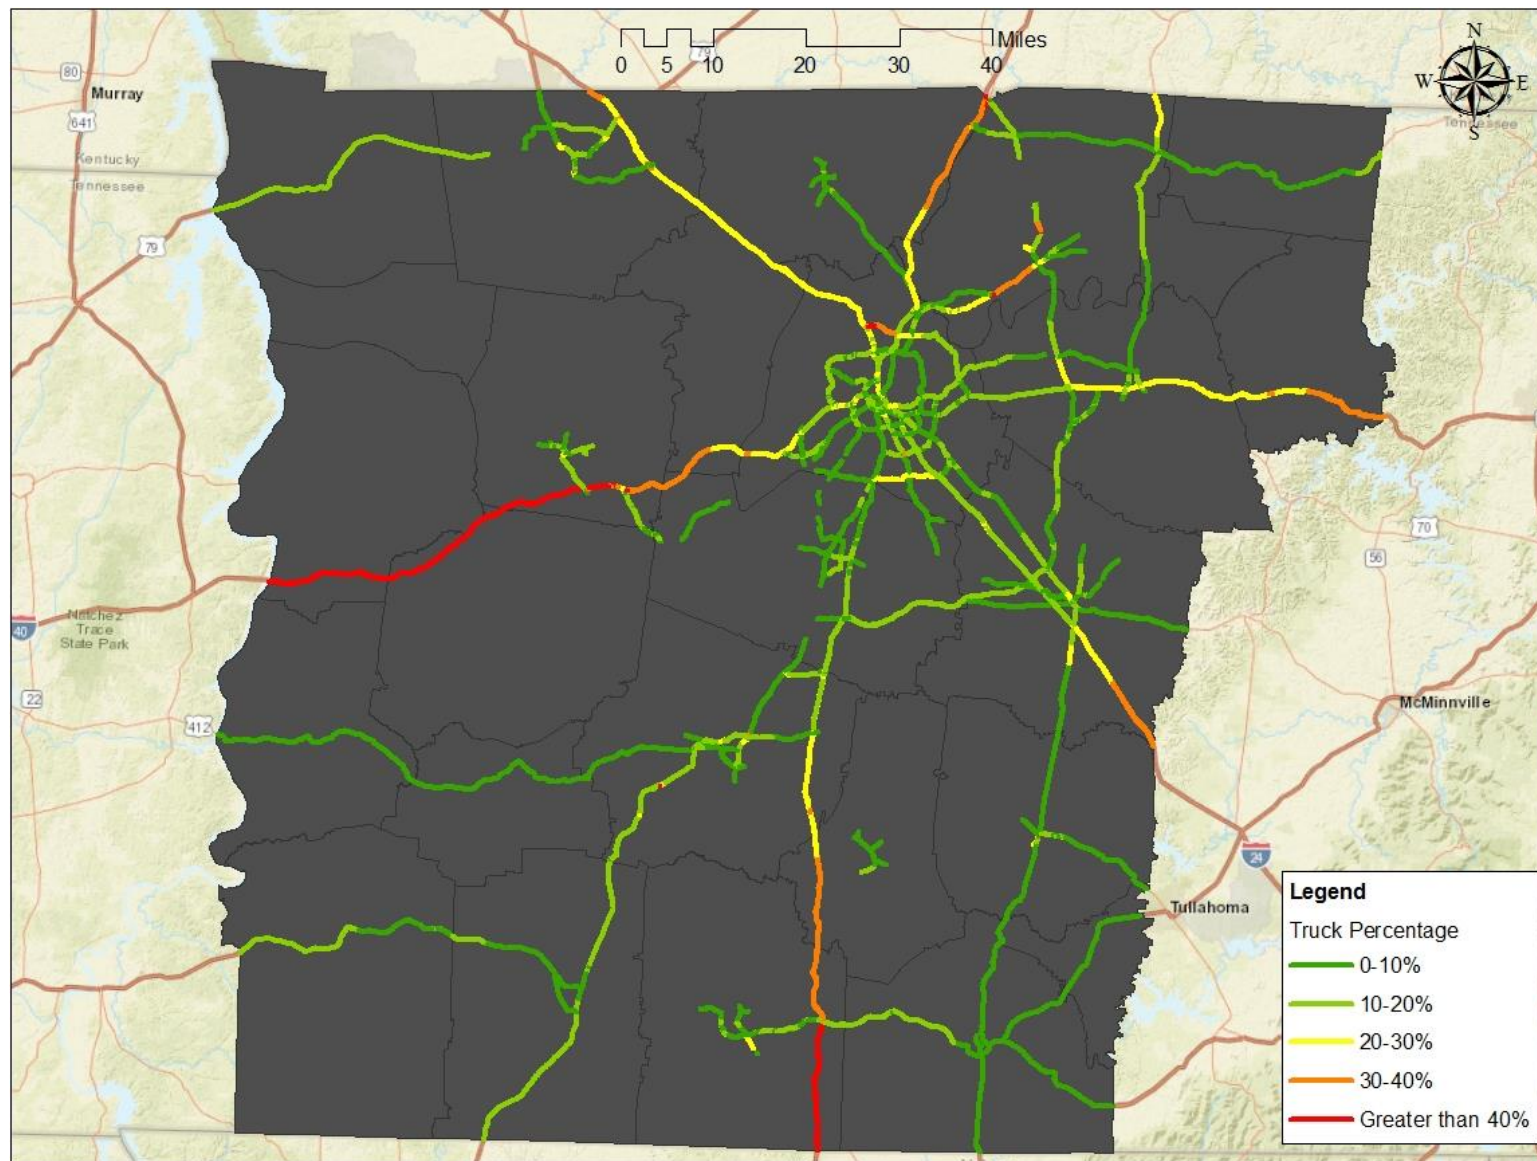 Miles
0 5 10 20 30 40
N
W E
S
79
80
Murray
641
Kentucky
Tennessee
Tennessee
79
70
56
40
Natchez
Trace
State Park
22
412
McMinnville
24
Tullahoma
Legend
Truck Percentage
0-10%
10-20%
20-30%
30-40%
Greater than 40%